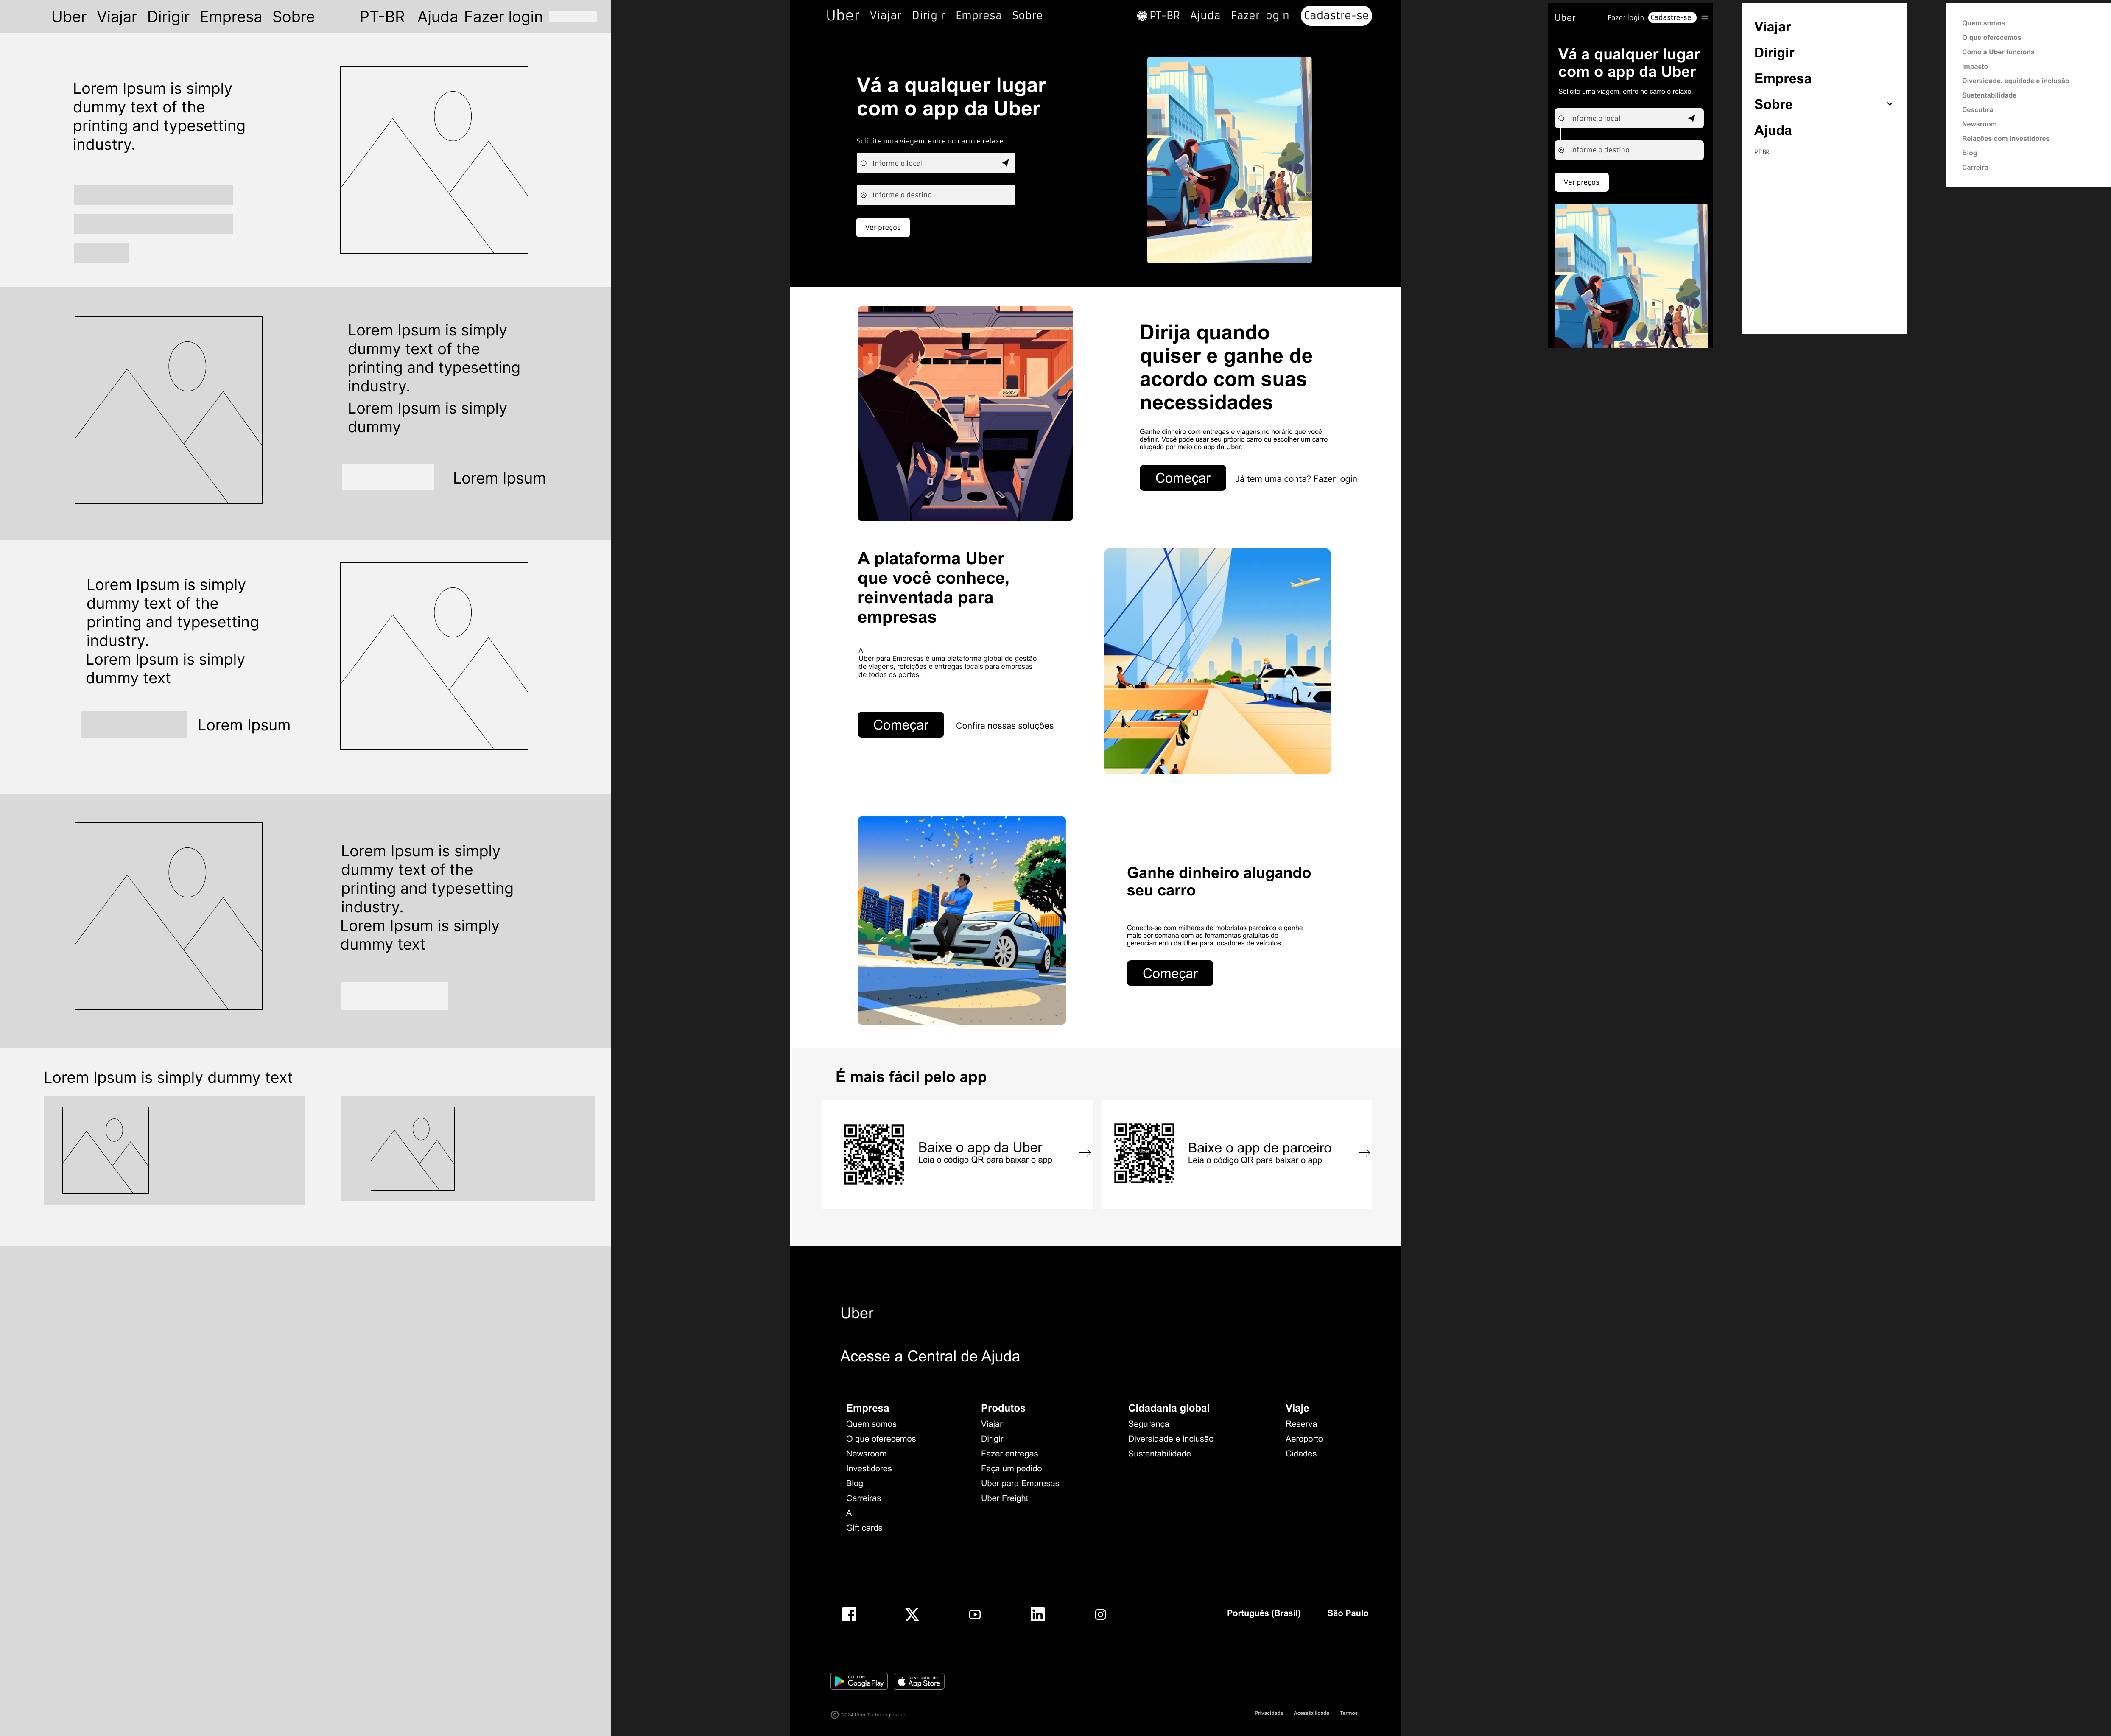 Uber Viajar Dirigir Empresa Sobre PT-BR Ajuda Fazer login
Lorem Ipsum is simply
dummy text of the
printing and typesetting
industry.
Lorem Ipsum is simply
dummy text of the
printing and typesetting
industry.
Lorem Ipsum is simply
dummy
Lorem Ipsum
Lorem Ipsum is simply
dummy text of the
printing and typesetting
industry.
Lorem Ipsum is simply
dummy text
Lorem Ipsum
Lorem Ipsum is simply
dummy text of the
printing and typesetting
industry.
Lorem Ipsum is simply
dummy text
Lorem Ipsum is simply dummy text
Uber Viajar Dirigir Empresa Sobre PT-BR Ajuda Fazer login Cadastre-se
Vá a qualquer lugar
com o app da Uber
Solicite uma viagem, entre no carro e relaxe.
Informe o local
Informe o destino
Ver preços
Dirija quando
quiser e ganhe de
acordo com suas
necessidades
Ganhe dinheiro com entregas e viagens no horário que você
definir. Você pode usar seu próprio carro ou escolher um carro
alugado por meio do app da Uber.
Começar Já tem uma conta? Fazer login
A plataforma Uber
que você conhece,
reinventada para
empresas
A
Uber para Empresas é uma plataforma global de gestão
de viagens, refeições e entregas locais para empresas
de todos os portes.
Começar Confira nossas soluções
Ganhe dinheiro alugando
seu carro
Conecte-se com milhares de motoristas parceiros e ganhe
mais por semana com as ferramentas gratuitas de
gerenciamento da Uber para locadores de veículos.
Começar
É mais fácil pelo app
Uber
Baixe o app da Uber
Leia o código QR para baixar o app
Uber
Baixe o app de parceiro
Leia o código QR para baixar o app
Uber
Acesse a Central de Ajuda
Empresa
Quem somos
O que oferecemos
Newsroom
Investidores
Blog
Carreiras
AI
Gift cards
Produtos
Viajar
Dirigir
Fazer entregas
Faça um pedido
Uber para Empresas
Uber Freight
Cidadania global
Segurança
Diversidade e inclusão
Sustentabilidade
Viaje
Reserva
Aeroporto
Cidades
Português (Brasil) São Paulo
GET IT ON
Google Play
Download on the
App Store
2024 Uber Technologies Inc.
Privacidade Acessibilidade Termos
Uber Fazer login Cadastre-se
Vá a qualquer lugar
com o app da Uber
Solicite uma viagem, entre no carro e relaxe.
Informe o local
Informe o destino
Ver preços
Viajar
Dirigir
Empresa
Sobre
Ajuda
PT-BR
Quem somos
O que oferecemos
Como a Uber funciona
Impacto
Diversidade, equidade e inclusão
Sustentabilidade
Descubra
Newsroom
Relações com investidores
Blog
Carreira